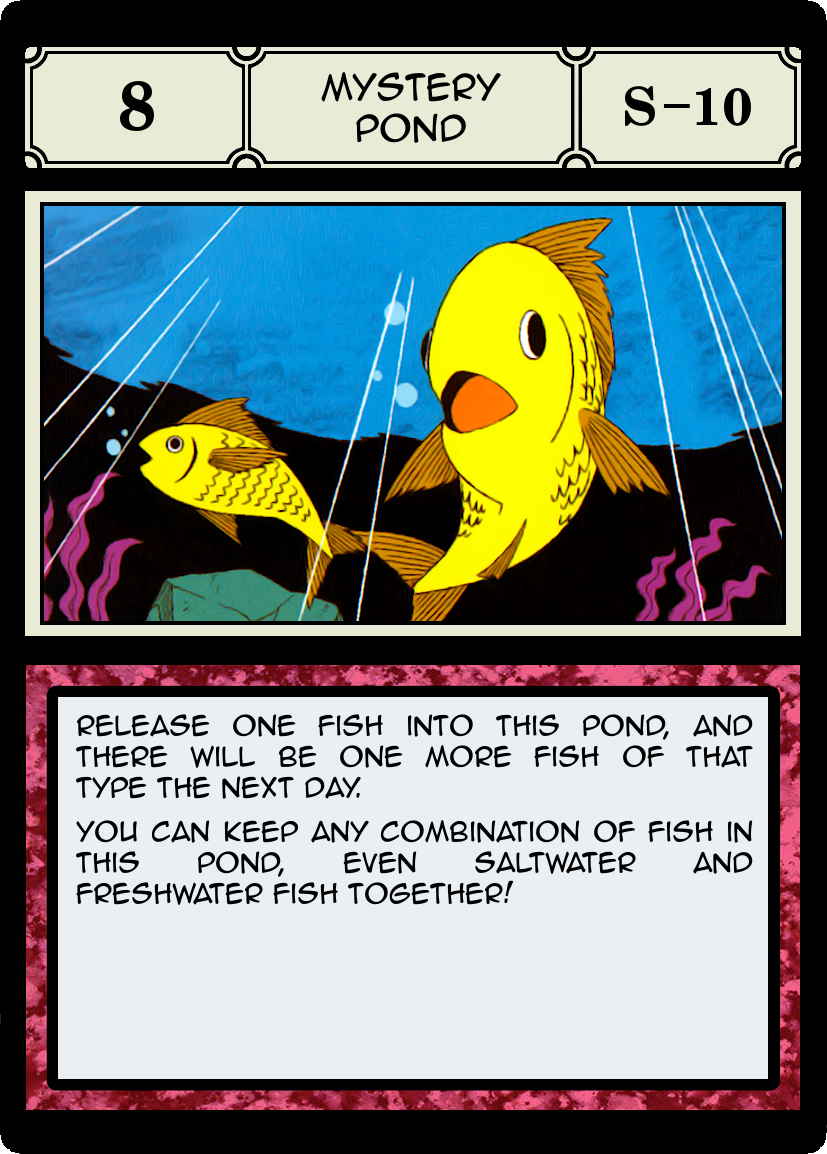 8
MYSTERY
POND
S-10
RELEASE ONE FISH INTO THIS POND, AND
THERE WILL BE ONE MORE FISH OF THAT
TYPE THE NEXT DAY.
YOU CAN KEEP ANY COMBINATION OF FISH IN
THIS POND, EVEN SALTWATER AND
FRESHWATER FISH TOGETHER!